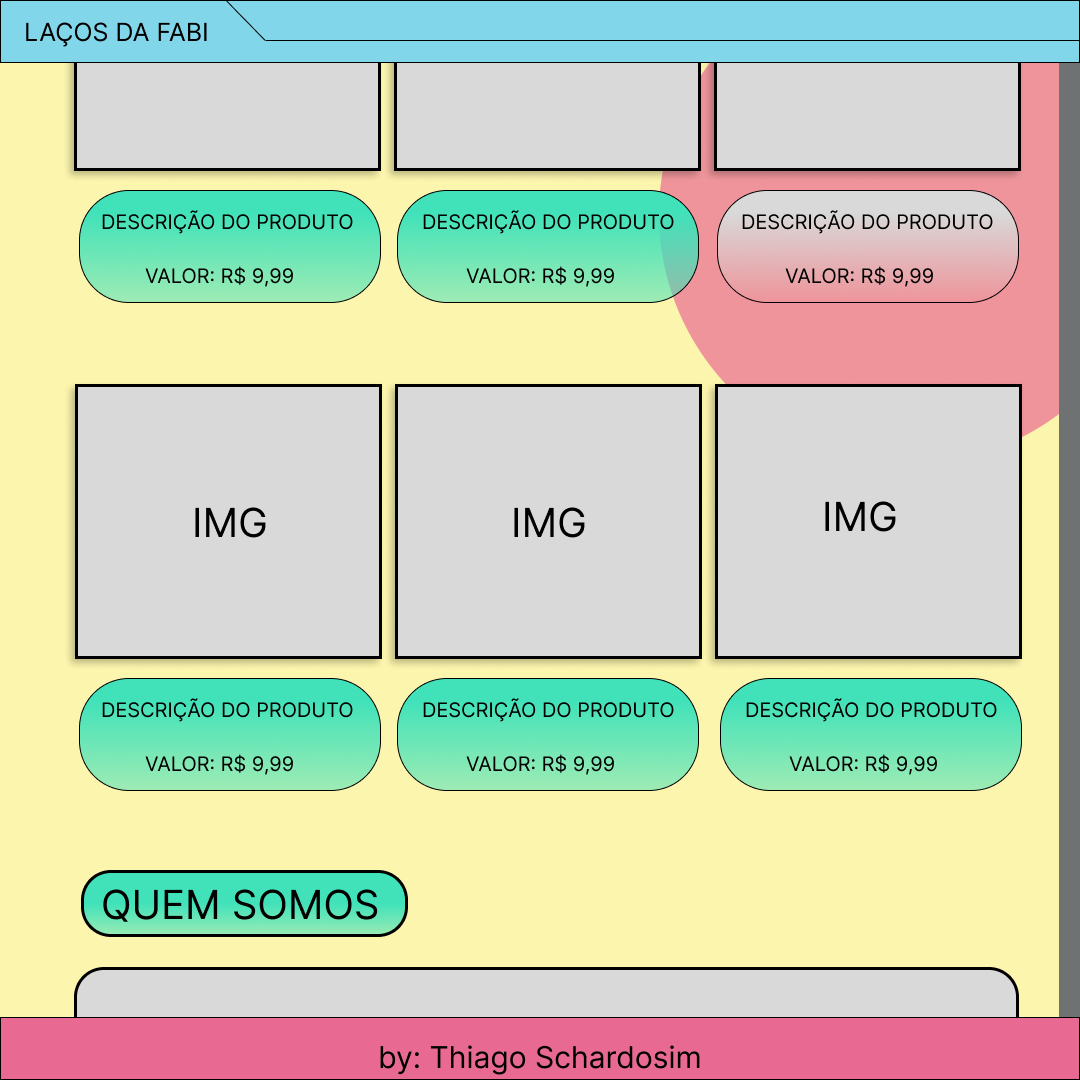 LAÇOS DA FABI
DESCRIÇÃO DO PRODUTO
VALOR: R$ 9,99
DESCRIÇÃO DO PRODUTO
VALOR: R$ 9,99
DESCRIÇÃO DO PRODUTO
VALOR: R$ 9,99
IMG
IMG
IMG
DESCRIÇÃO DO PRODUTO
VALOR: R$ 9,99
DESCRIÇÃO DO PRODUTO
VALOR: R$ 9,99
DESCRIÇÃO DO PRODUTO
VALOR: R$ 9,99
QUEM SOMOS
by: Thiago Schardosim